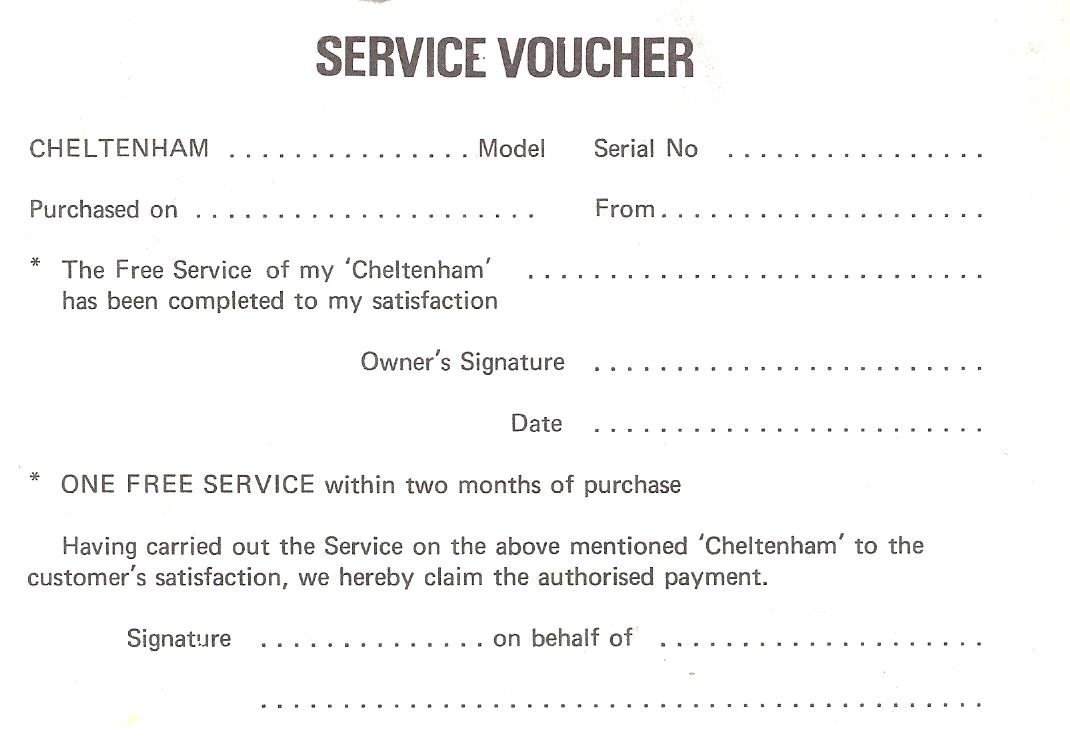 SERVICE VOUCHER
CHELTENHAM ............... Model Serial No ................
Purchased on ..................... From....................
* The Free Service of my 'Cheltenham' ............................
has been completed to my satisfaction
Owner's Signature ........................
Date ........................
* ONE FREE SERVICE within two months of purchase
Having carried out the Service on the above mentioned 'Cheltenham' to the
customer's satisfaction, we hereby claim the authorised payment.
Signature .............. on behalf of ....................
.............................................